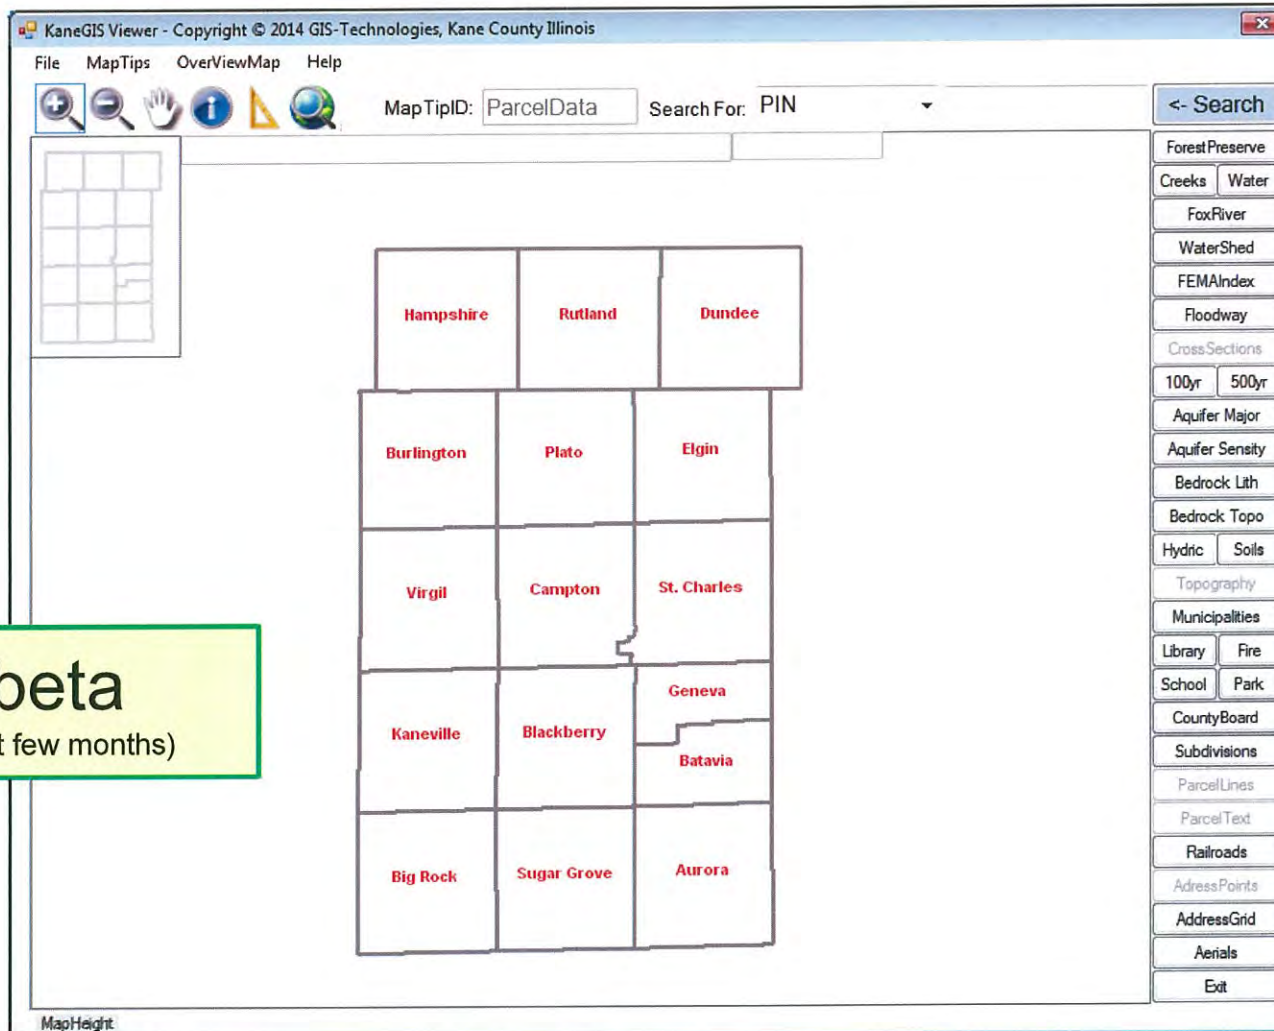 KaneGIS Viewer - Copyright © 2014 GIS-Technologies, Kane County Illinois
File MapTips OverViewMap Help
MapTipID: ParcelData Search For: PIN <- Search
ForestPreserve
Creeks Water
FoxRiver
WaterShed
FEMAIndex
Floodway
CrossSections
100yr 500yr
Aquifer Major
Aquifer Sensity
Bedrock Lith
Bedrock Topo
Hydric Soils
Topography
Municipalities
Library Fire
School Park
CountyBoard
Subdivisions
ParcelLines
ParcelText
Railroads
AdressPoints
AddressGrid
Aerials
Exit
Hampshire Rutland Dundee
Burlington Plato Elgin
Virgil Campton St. Charles
Geneva
Kaneville Blackberry
Batavia
Big Rock Sugar Grove Aurora
beta
few months)
MapHeight